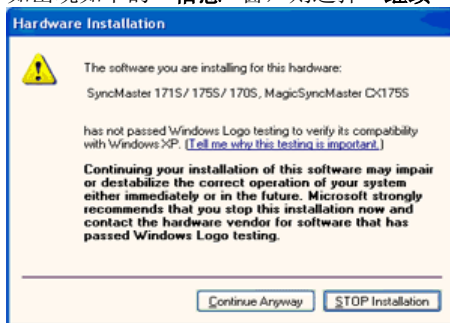 Hardware Installation
The software you are installing for this hardware:
SyncMaster 171S/ 175S/ 170S, MagicSyncMaster CX175S
has not passed Windows Logo testing to verify its compatibility
with Windows XP. (Tell me why this testing is important.)
Continuing your installation of this software may impair
or destabilize the correct operation of your system
either immediately or in the future. Microsoft strongly
recommends that you stop this installation now and
contact the hardware vendor for software that has
passed Windows Logo testing.
Continue Anyway STOP Installation